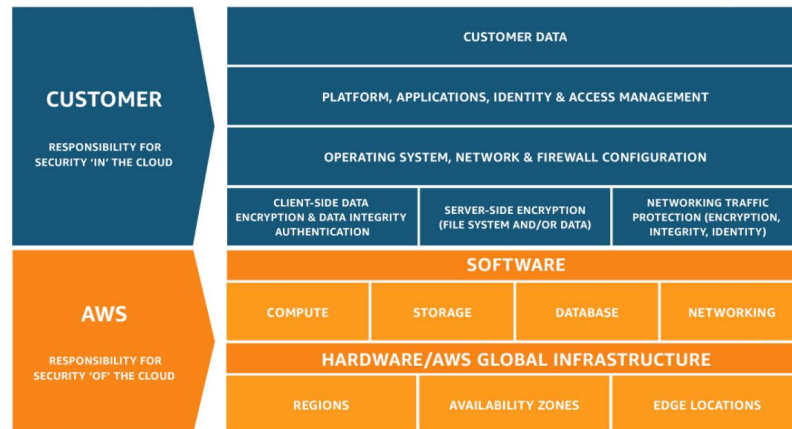 CUSTOMER
RESPONSIBILITY FOR
SECURITY ‘IN’ THE CLOUD
CUSTOMER DATA
PLATFORM, APPLICATIONS, IDENTITY & ACCESS MANAGEMENT
OPERATING SYSTEM, NETWORK & FIREWALL CONFIGURATION
CLIENT-SIDE DATA
ENCRYPTION & DATA INTEGRITY
AUTHENTICATION
SERVER-SIDE ENCRYPTION
(FILE SYSTEM AND/OR DATA)
NETWORKING TRAFFIC
PROTECTION (ENCRYPTION,
INTEGRITY, IDENTITY)
AWS
RESPONSIBILITY FOR
SECURITY ‘OF’ THE CLOUD
SOFTWARE
COMPUTE
STORAGE
DATABASE
NETWORKING
HARDWARE/AWS GLOBAL INFRASTRUCTURE
REGIONS
AVAILABILITY ZONES
EDGE LOCATIONS